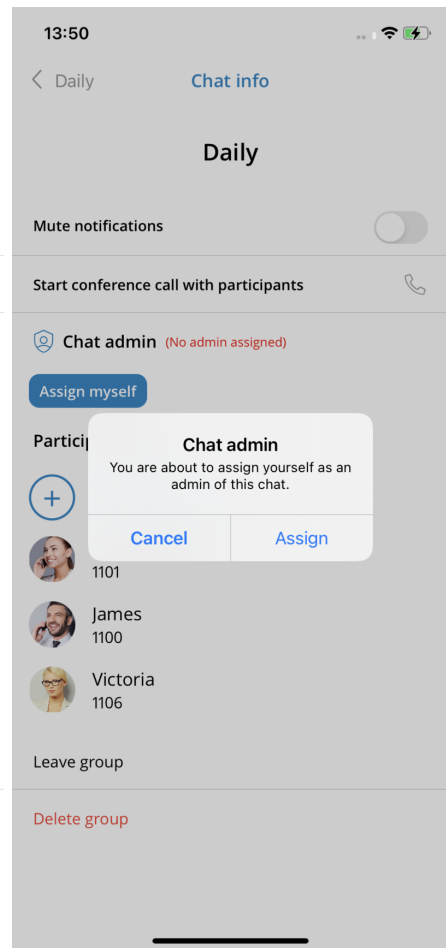 13:50
Daily
Chat info
Daily
Mute notifications
Start conference call with participants
Chat admin (No admin assigned)
Assign myself
Chat admin
You are about to assign yourself as an
admin of this chat.
Cancel
Assign
1101
James
1100
Victoria
1106
Leave group
Delete group